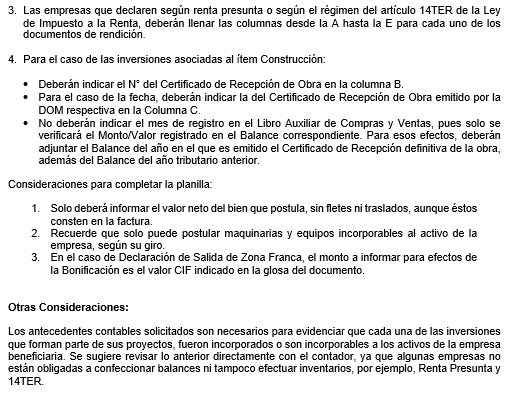 3. Las empresas que declaren según renta presunta o según el régimen del artículo 14TER de la Ley
de Impuesto a la Renta, deberán llenar las columnas desde la A hasta la E para cada uno de los
documentos de rendición.
4. Para el caso de las inversiones asociadas al ítem Construcción:
• Deberán indicar el N° del Certificado de Recepción de Obra en la columna B.
• Para el caso de la fecha, deberán indicar la del Certificado de Recepción de Obra emitido por la
DOM respectiva en la Columna C.
• No deberán indicar el mes de registro en el Libro Auxiliar de Compras y Ventas, pues solo se
verificará el Monto/Valor registrado en el Balance correspondiente. Para esos efectos, deberán
adjuntar el Balance del año en el que es emitido el Certificado de Recepción definitiva de la obra,
además del Balance del año tributario anterior.
Consideraciones para completar la planilla:
1. Solo deberá informar el valor neto del bien que postula, sin fletes ni traslados, aunque éstos
consten en la factura.
2. Recuerde que solo puede postular maquinarias y equipos incorporables al activo de la
empresa, según su giro.
3. En el caso de Declaración de Salida de Zona Franca, el monto a informar para efectos de
la Bonificación es el valor CIF indicado en la glosa del documento.
Otras Consideraciones:
Los antecedentes contables solicitados son necesarios para evidenciar que cada una de las inversiones
que forman parte de sus proyectos, fueron incorporados o son incorporables a los activos de la empresa
beneficiaria. Se sugiere revisar lo anterior directamente con el contador, ya que algunas empresas no
están obligadas a confeccionar balances ni tampoco efectuar inventarios, por ejemplo, Renta Presunta y
14TER.